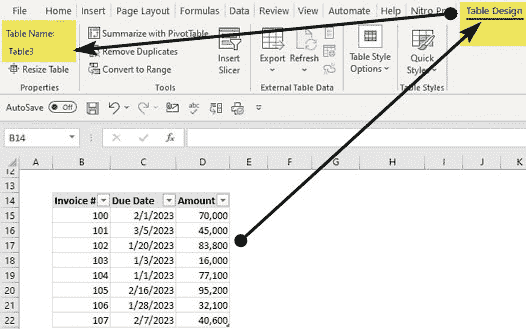 File Home Insert Page Layout Formulas Data Review View Automate Help Nitro Pro Table Design
Table Name:
Table3
Resize Table
Properties
Summarize with PivotTable
Remove Duplicates
Convert to Range
Tools
Insert
Slicer
Export
Refresh
External Table Data
Table Style
Options
Quick
Styles
Table Styles
AutoSave Off
B14
fx
A B C D E F G H I J K
12
13
14 Invoice # Due Date Amount
15 100 2/1/2023 70,000
16 101 3/5/2023 45,000
17 102 1/20/2023 83,800
18 103 1/3/2023 16,000
19 104 1/1/2023 77,100
20 105 2/16/2023 95,200
21 106 1/28/2023 32,100
22 107 2/7/2023 40,600